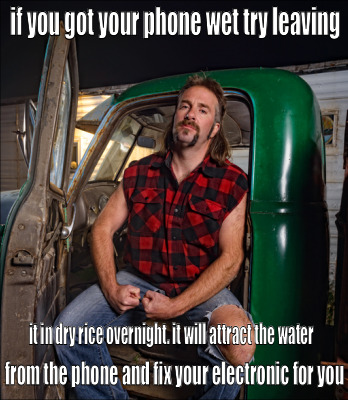 if you got your phone wet try leaving
it in dry rice overnight. it will attract the water
from the phone and fix your electronic for you